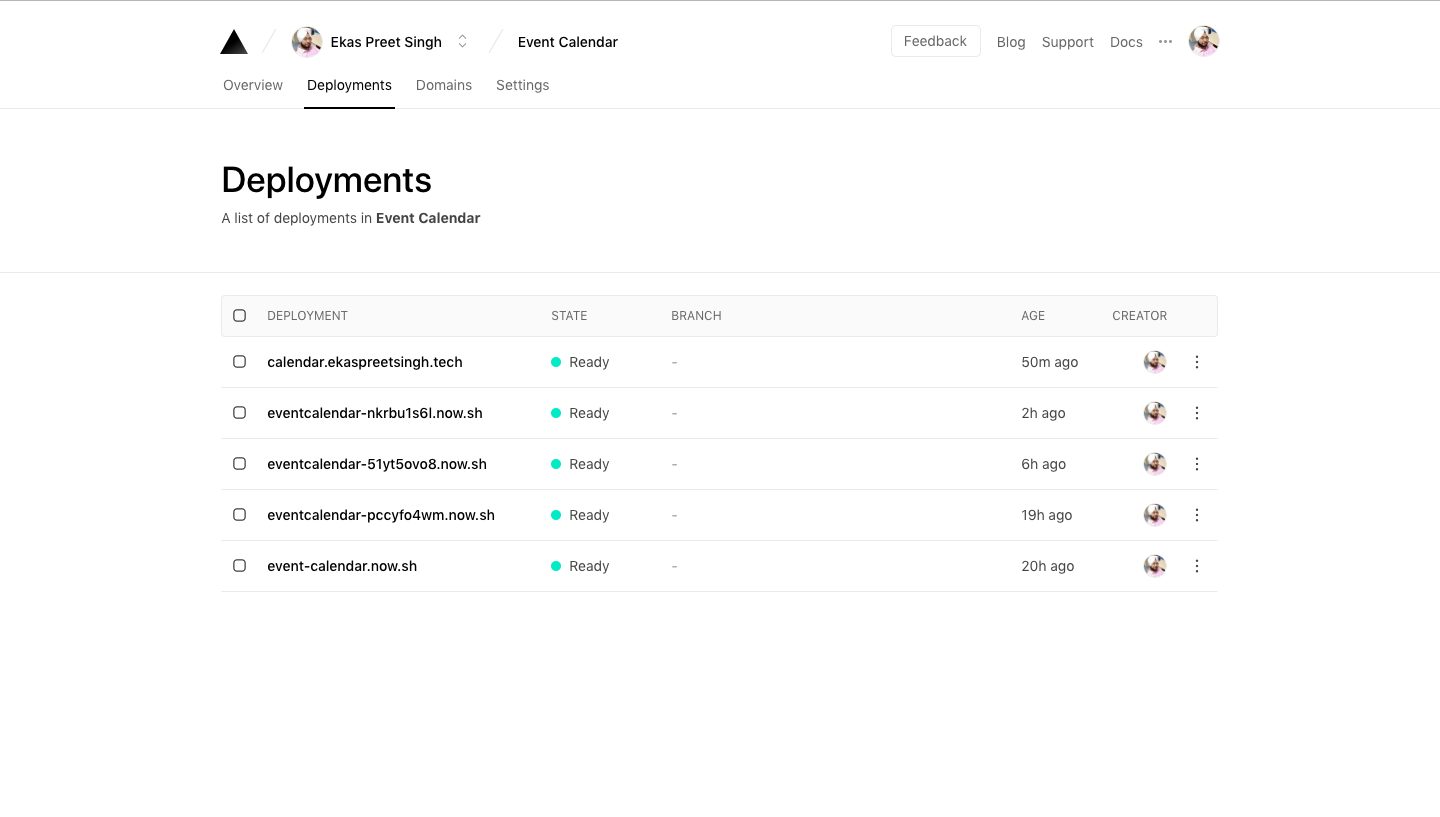 Ekas Preet Singh Event Calendar Feedback Blog Support Docs
Overview Deployments Domains Settings
Deployments
A list of deployments in Event Calendar
DEPLOYMENT STATE BRANCH AGE CREATOR
calendar.ekaspreetsingh.tech Ready - 50m ago
eventcalendar-nkrbu1s6l.now.sh Ready - 2h ago
eventcalendar-51yt5ovo8.now.sh Ready - 6h ago
eventcalendar-pccyfo4wm.now.sh Ready - 19h ago
event-calendar.now.sh Ready - 20h ago